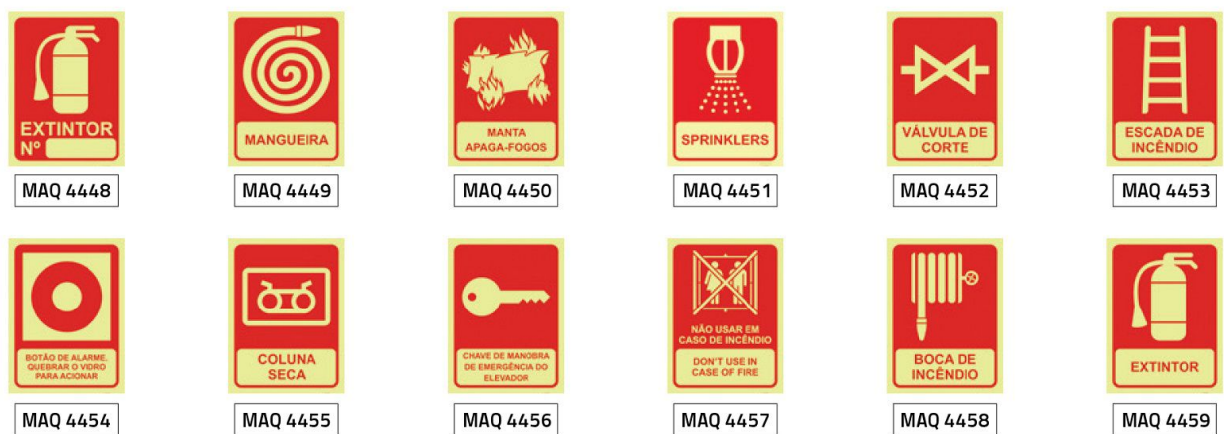 EXTINTOR
Nº
MAQ 4448
MANGUEIRA
MAQ 4449
MANTA
APAGA-FOGOS
MAQ 4450
SPRINKLERS
MAQ 4451
VÁLVULA DE
CORTE
MAQ 4452
ESCADA DE
INCÊNDIO
MAQ 4453
BOTÃO DE ALARME.
QUEBRAR O VIDRO
PARA ACIONAR
MAQ 4454
COLUNA
SECA
MAQ 4455
CHAVE DE MANOBRA
DE EMERGÊNCIA DO
ELEVADOR
MAQ 4456
NÃO USAR EM
CASO DE INCÊNDIO
DON'T USE IN
CASE OF FIRE
MAQ 4457
BOCA DE
INCÊNDIO
MAQ 4458
EXTINTOR
MAQ 4459